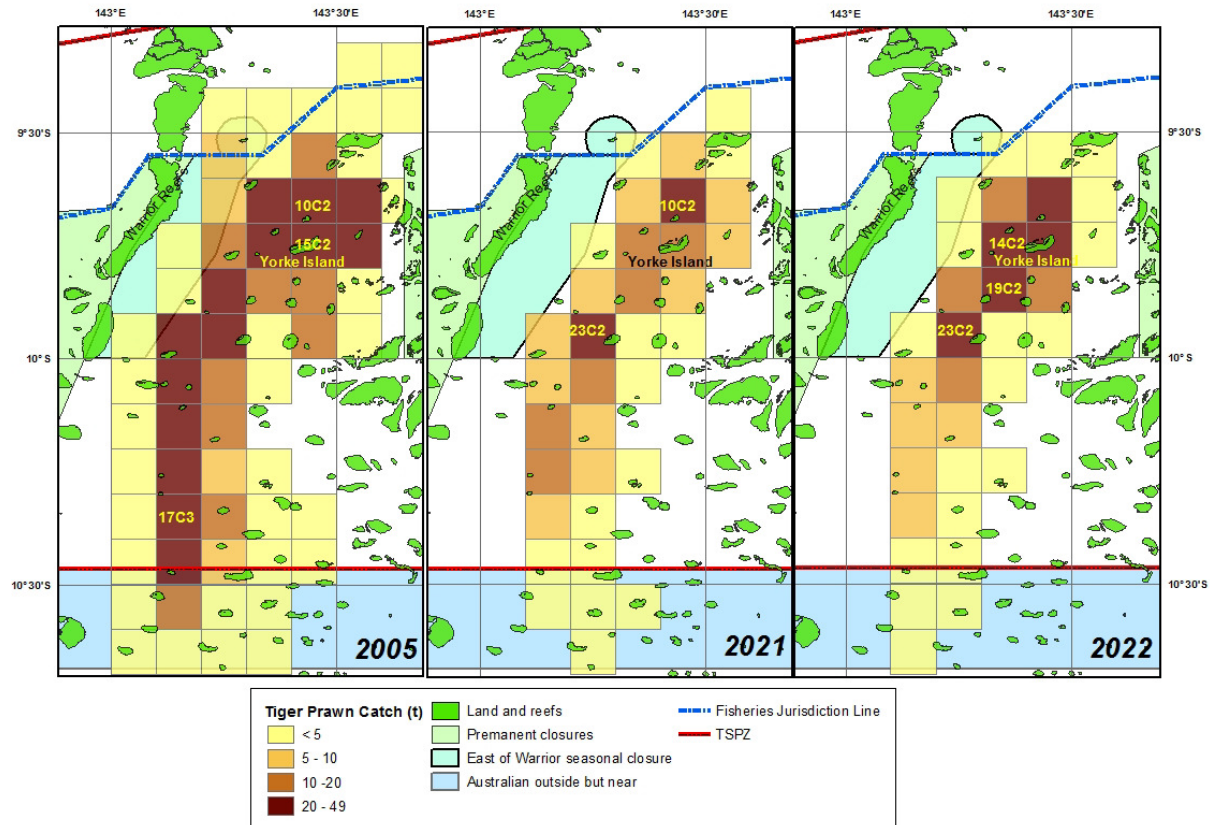 143°E 143°30'E 143°E 143°30'E 143°E 143°30'E
9°30'S 9°30'S
Warrior Reefs Warrior Reefs Warrior Reefs
10C2 10C2
15C2 14C2
Yorke Island Yorke Island Yorke Island
19C2
23C2 23C2
10°S 10°S
17C3
10°30'S 10°30'S
2005 2021 2022
Tiger Prawn Catch (t)
< 5
5 - 10
10 -20
20 - 49
Land and reefs
Premanent closures
East of Warrior seasonal closure
Australian outside but near
Fisheries Jurisdiction Line
TSPZ